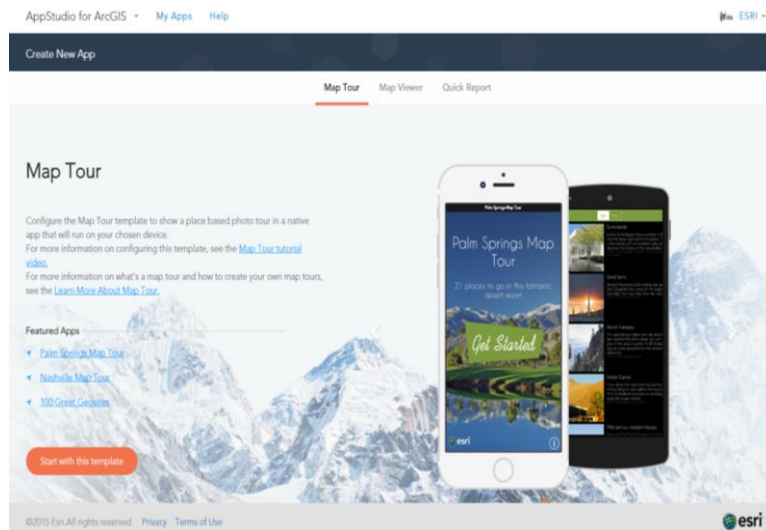 AppStudio for ArcGIS
My Apps
Help
ESRI
Create New App
Map Tour
Map Viewer
Quick Report
Map Tour
Configure the Map Tour template to show a place based photo tour in a native
app that will run on your chosen device.
For more information on configuring this template, see the Map Tour tutorial
video.
For more information on what's a map tour and how to create your own map tours,
see the Learn More About Map Tour.
Featured Apps
Palm Springs Map Tour
Nashville Map Tour
100 Great Geosites
Start with this template
Palm Springs Map Tour
Palm Springs Map
Tour
21 places to go in this fantastic
desert resort
Get Started
esri
©2015 Esri.All rights reserved.
Privacy
Terms of Use
esri